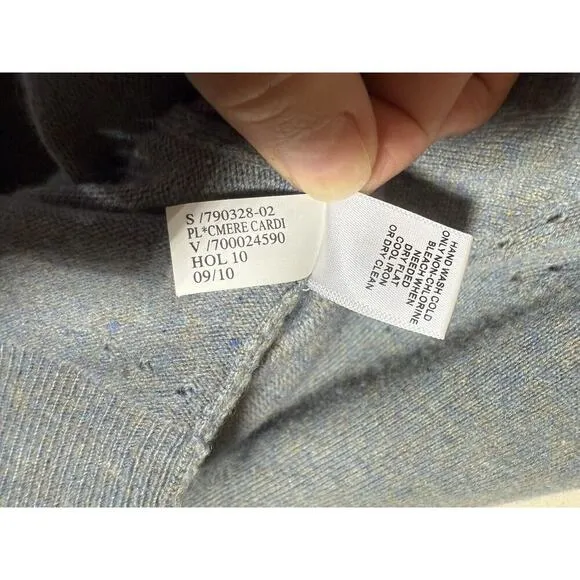 S /790328-02
PL*CMERE CARDI
V /700024590
HOL 10
09/10
HAND WASH COLD
ONLY NON-CHLORINE
BLEACH WHEN
NEEDED
DRY FLAT
COOL IRON
OR DRY CLEAN